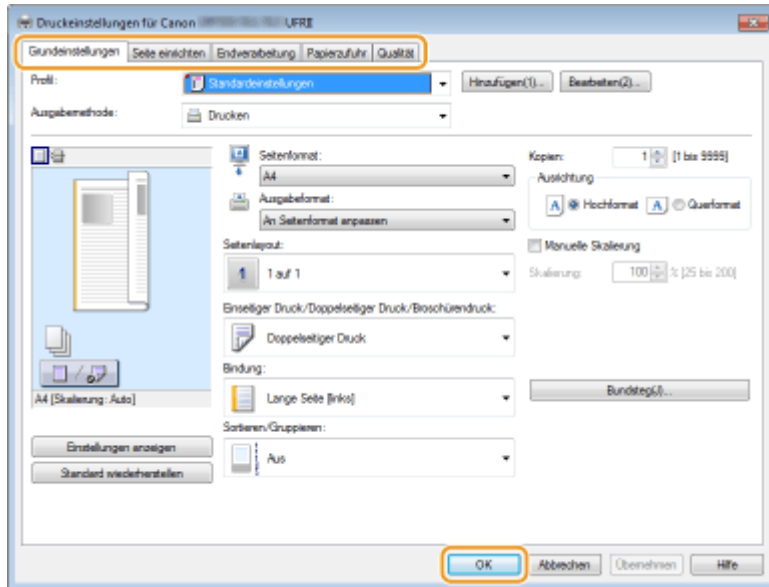 Druckeinstellungen für Canon UFRII
Grundeinstellungen Seite einrichten Endverarbeitung Papierzufuhr Qualität
Profil: Standardeinstellungen Hinzufügen(1)... Bearbeiten(2)...
Ausgabemethode: Drucken
Seitenformat: Kopien: 1 [1 bis 9999]
A4 Ausrichtung
Ausgabeformat: A Hochformat A Querformat
An Seitenformat anpassen
Seitenlayout: Manuelle Skalierung
1 1 auf 1 Skalierung: 100 % [25 bis 200]
Einseitiger Druck/Doppelseitiger Druck/Broschürendruck:
Doppelseitiger Druck
Bindung:
A4 [Skalierung: Auto] Lange Seite [links] Bundsteg(J)...
Sortieren/Gruppieren:
Einstellungen anzeigen Aus
Standard wiederherstellen
OK Abbrechen Übernehmen Hilfe